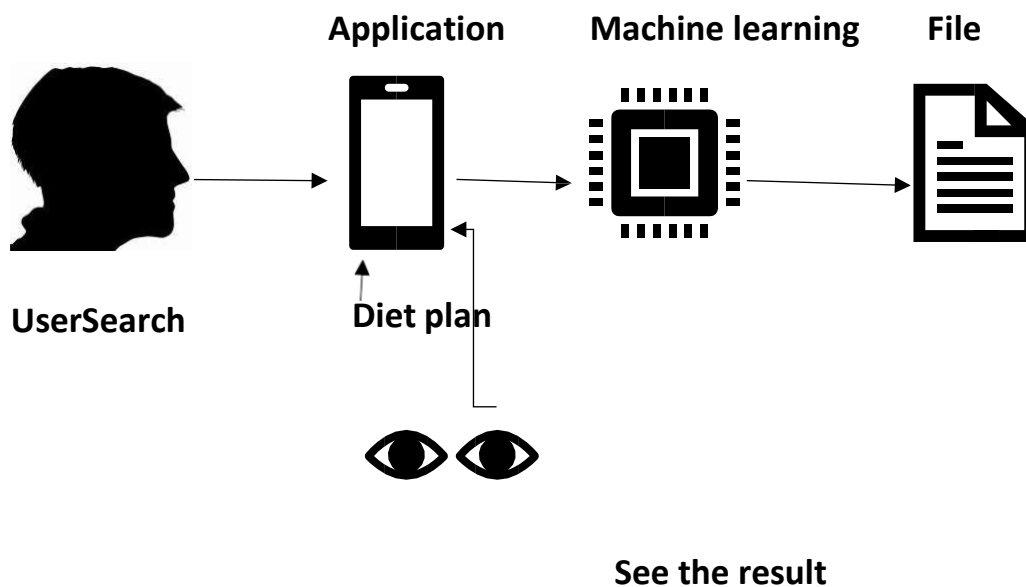 Application Machine learning File
UserSearch Diet plan
See the result